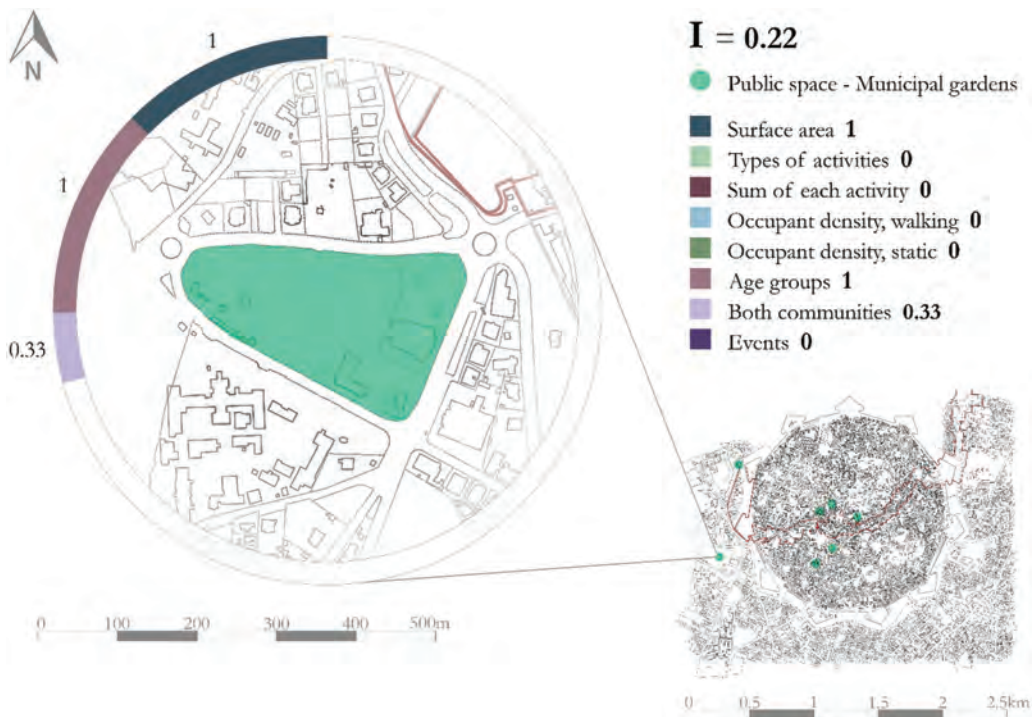 N
1
1
0.33
I = 0.22
Public space - Municipal gardens
Surface area 1
Types of activities 0
Sum of each activity 0
Occupant density, walking 0
Occupant density, static 0
Age groups 1
Both communities 0.33
Events 0
0 100 200 300 400 500m
0 0.5 1 1.5 2 2.5km